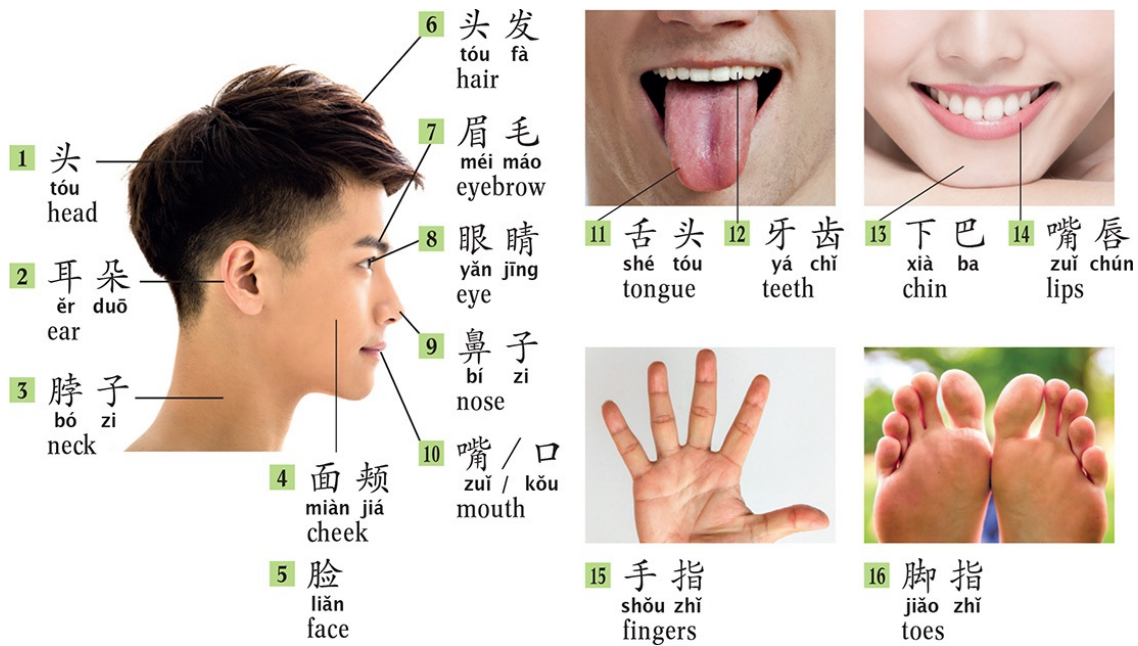 1 头
tóu
head
2 耳朵
ěr duō
ear
3 脖子
bó zi
neck
4 面颊
miàn jiá
cheek
5 脸
liǎn
face
6 头发
tóu fà
hair
7 眉毛
méi máo
eyebrow
8 眼睛
yǎn jīng
eye
9 鼻子
bí zi
nose
10 嘴/口
zuǐ / kǒu
mouth
11 舌头
shé tóu
tongue
12 牙齿
yá chǐ
teeth
13 下巴
xià ba
chin
14 嘴唇
zuǐ chún
lips
15 手指
shǒu zhǐ
fingers
16 脚指
jiǎo zhǐ
toes